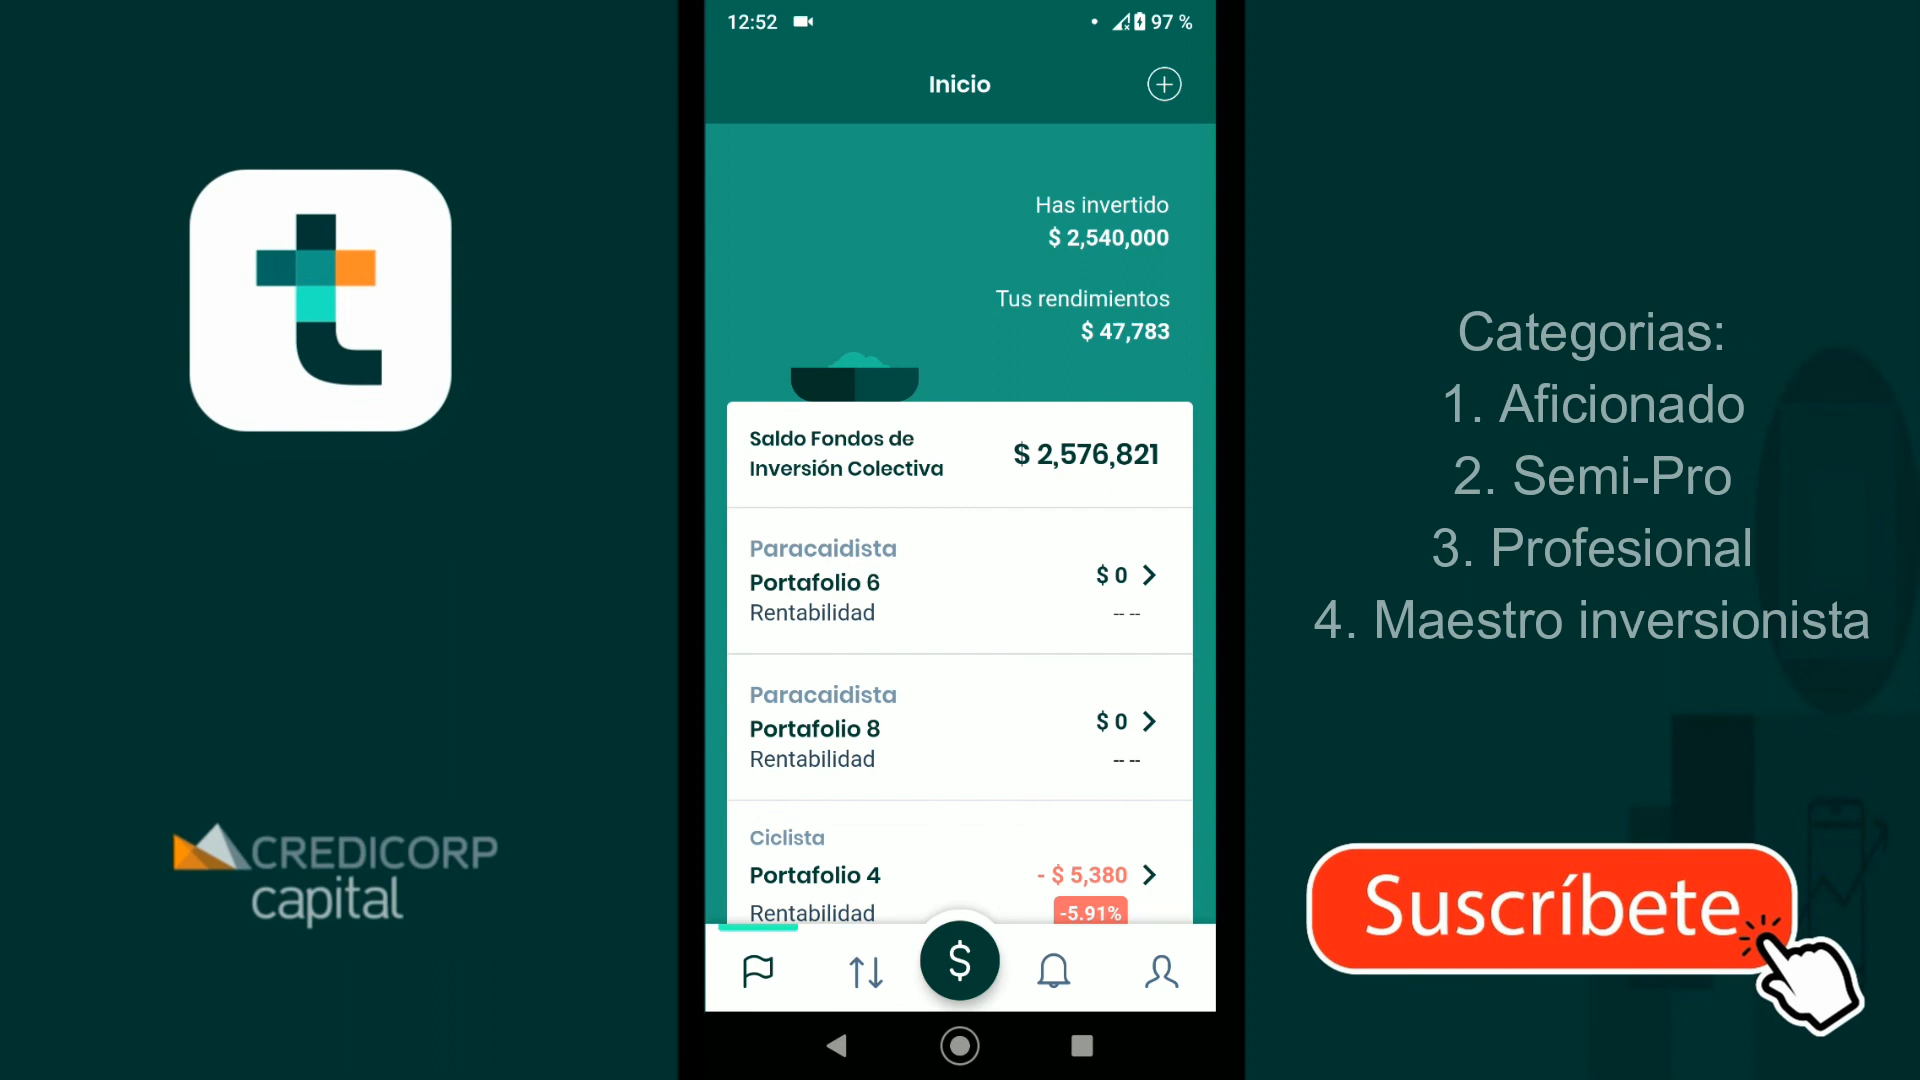 12:52
97 %
Inicio
Has invertido
$ 2,540,000
Tus rendimientos
$ 47,783
Saldo Fondos de
Inversión Colectiva
$ 2,576,821
Paracaidista
Portafolio 6
$ 0
Rentabilidad
-- --
Paracaidista
Portafolio 8
$ 0
Rentabilidad
-- --
Ciclista
Portafolio 4
- $ 5,380
Rentabilidad
-5.91%
$
t
CREDICORP
capital
Categorias:
1. Aficionado
2. Semi-Pro
3. Profesional
4. Maestro inversionista
Suscríbete